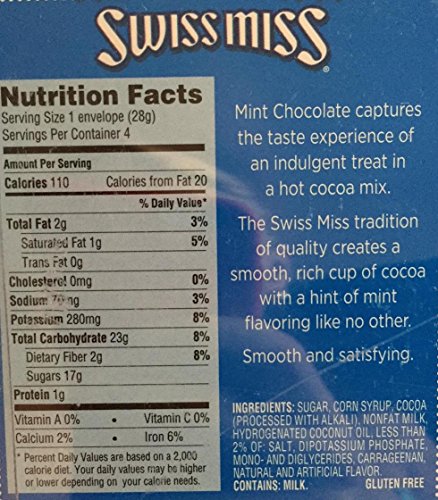 SWISS MISS
®
Nutrition Facts
Serving Size 1 envelope (28g)
Servings Per Container 4
Amount Per Serving
Calories 110 Calories from Fat 20
% Daily Value*
Total Fat 2g 3%
Saturated Fat 1g 5%
Trans Fat 0g
Cholesterol 0mg 0%
Sodium mg 3%
Potassium 280mg 8%
Total Carbohydrate 23g 8%
Dietary Fiber 2g 8%
Sugars 17g
Protein 1g
Vitamin A 0% • Vitamin C 0%
Calcium 2% • Iron 6%
* Percent Daily Values are based on a 2,000
calorie diet. Your daily values may be higher
or lower depending on your calorie needs.
Mint Chocolate captures
the taste experience of
an indulgent treat in
a hot cocoa mix.
The Swiss Miss tradition
of quality creates a
smooth, rich cup of cocoa
with a hint of mint
flavoring like no other.
Smooth and satisfying.
INGREDIENTS: SUGAR, CORN SYRUP, COCOA
(PROCESSED WITH ALKALI), NONFAT MILK,
HYDROGENATED COCONUT OIL, LESS THAN
2% OF: SALT, DIPOTASSIUM PHOSPHATE,
MONO- AND DIGLYCERIDES, CARRAGEENAN,
NATURAL AND ARTIFICIAL FLAVOR.
CONTAINS: MILK. GLUTEN FREE